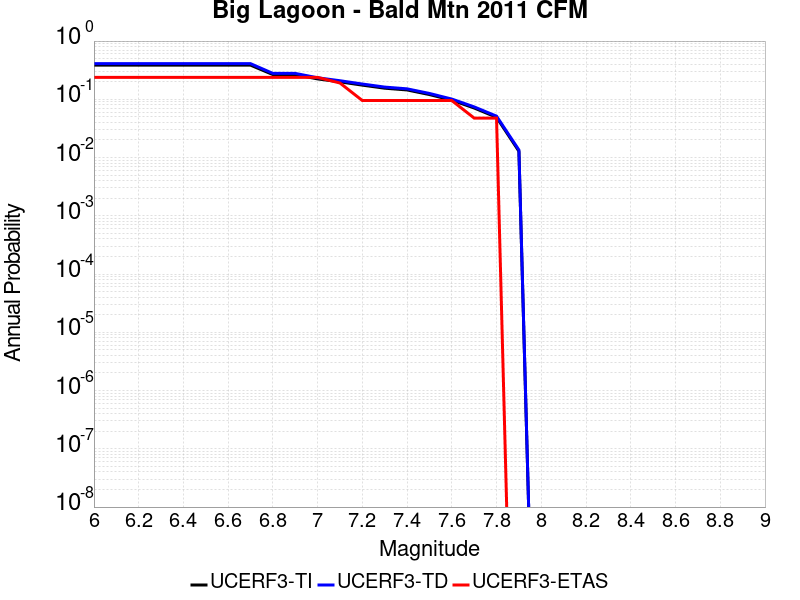 Big Lagoon - Bald Mtn 2011 CFM
Annual Probability
10^0
10^-1
10^-2
10^-3
10^-4
10^-5
10^-6
10^-7
10^-8
6 6.2 6.4 6.6 6.8 7 7.2 7.4 7.6 7.8 8 8.2 8.4 8.6 8.8 9
Magnitude
UCERF3-TI UCERF3-TD UCERF3-ETAS